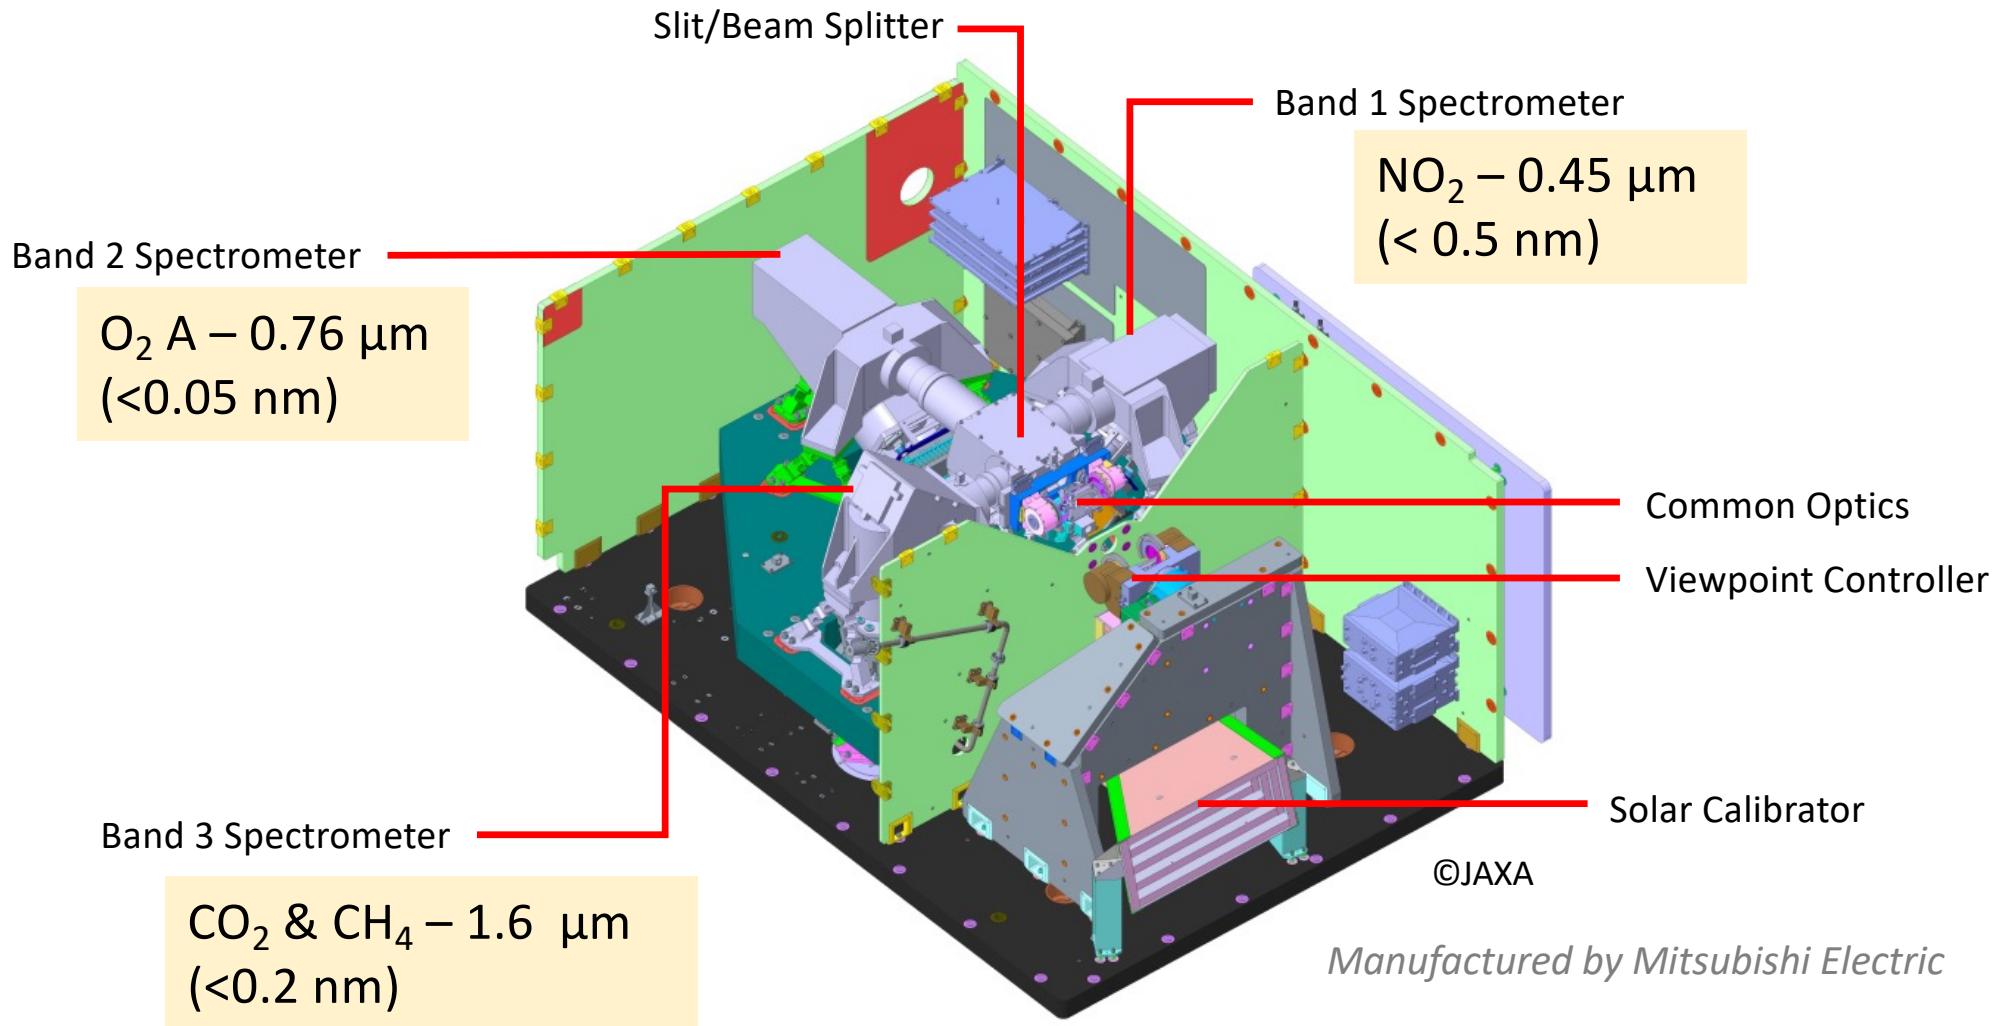 Slit/Beam Splitter
Band 1 Spectrometer
NO₂ – 0.45 µm
(< 0.5 nm)
Band 2 Spectrometer
O₂ A – 0.76 µm
(<0.05 nm)
Common Optics
Viewpoint Controller
Solar Calibrator
Band 3 Spectrometer
CO₂ & CH₄ – 1.6 µm
(<0.2 nm)
©JAXA
Manufactured by Mitsubishi Electric